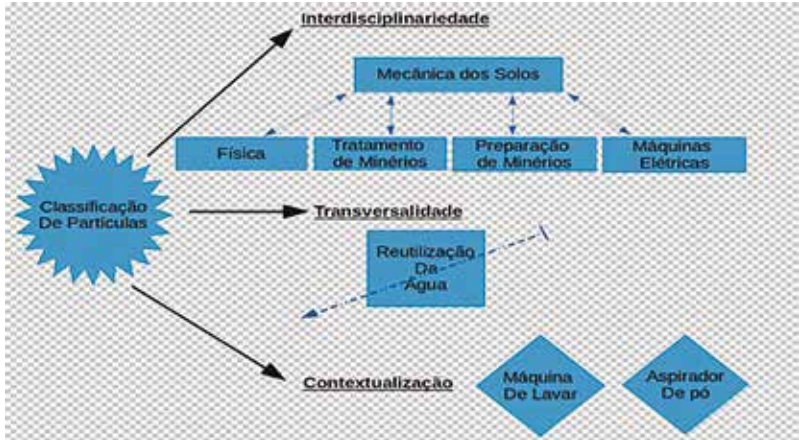 Interdisciplinariedade
Mecânica dos Solos
Física
Tratamento
de Minérios
Preparação
de Minérios
Máquinas
Elétricas
Classificação
De Partículas
Transversalidade
Reutilização
Da
Água
Contextualização
Máquina
De Lavar
Aspirador
De pó